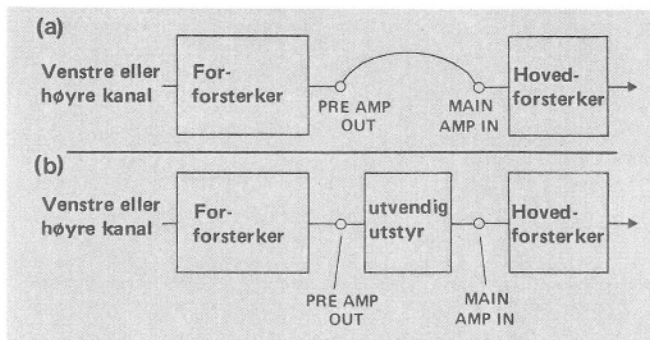 (a)
Venstre eller
høyre kanal
For-
forsterker
PRE AMP
OUT
MAIN
AMP IN
Hoved-
forsterker
(b)
Venstre eller
høyre kanal
For-
forsterker
utvendig
utstyr
Hoved-
forsterker
PRE AMP
OUT
MAIN
AMP IN